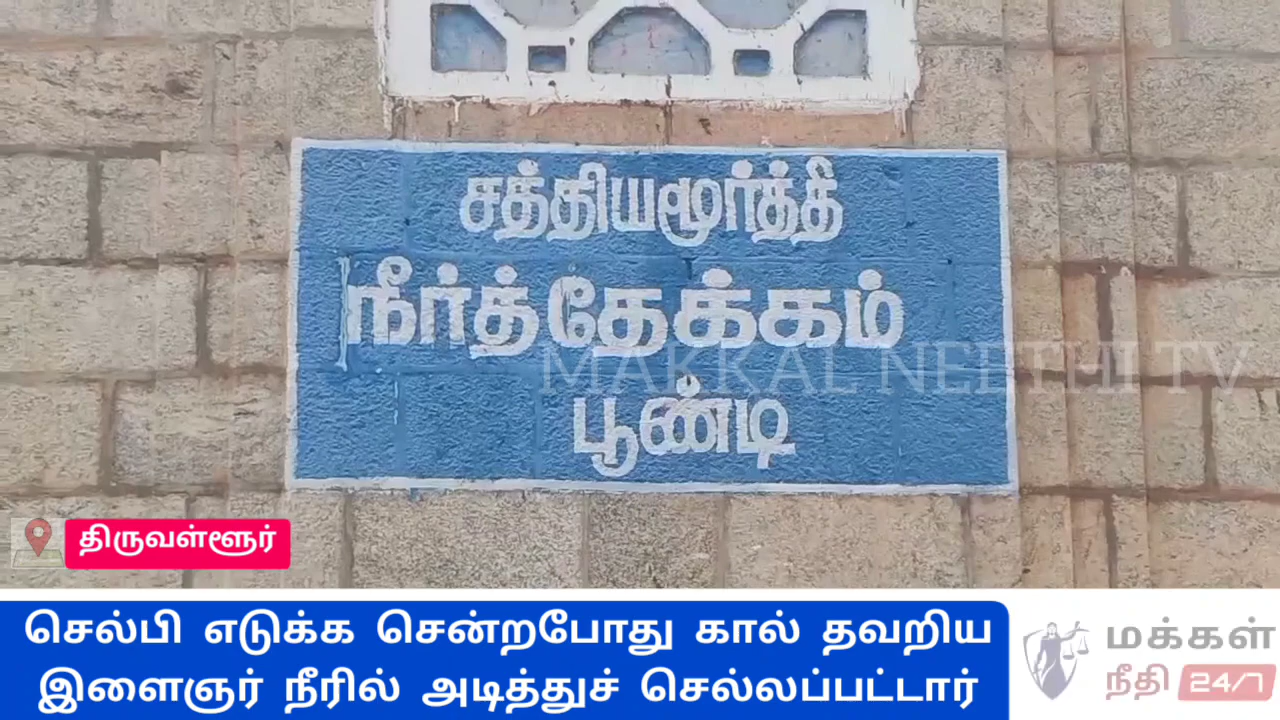 சத்தியமூர்த்தி
நீர்த்தேக்கம்
MAKKAL NEETHI TV
பூண்டி
திருவள்ளூர்
செல்பி எடுக்க சென்றபோது கால் தவறிய
இளைஞர் நீரில் அடித்துச் செல்லப்பட்டார்
மக்கள்
நீதி 24/7